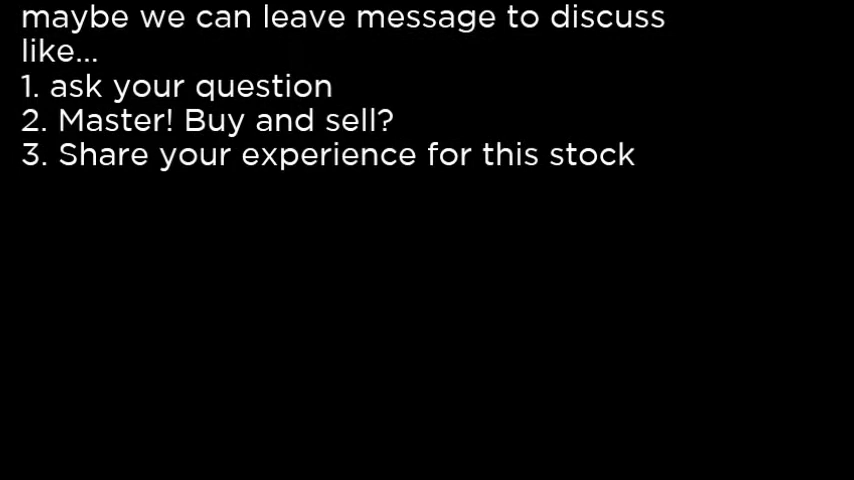 maybe we can leave message to discuss
like...
1. ask your question
2. Master! Buy and sell?
3. Share your experience for this stock